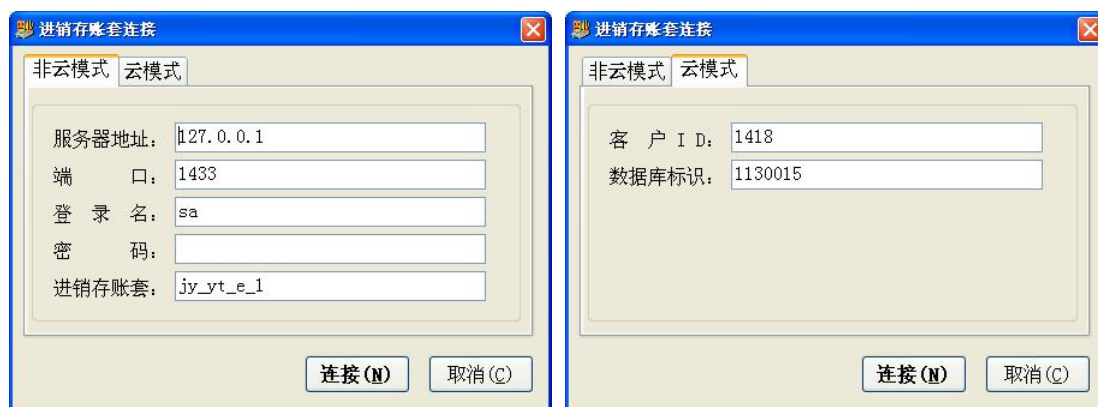 进销存账套连接
非云模式 云模式
服务器地址: 127.0.0.1
端 口: 1433
登 录 名: sa
密 码:
进销存账套: jy_yt_e_1
连接(N) 取消(C)
进销存账套连接
非云模式 云模式
客 户 I D: 1418
数据库标识: 1130015
连接(N) 取消(C)